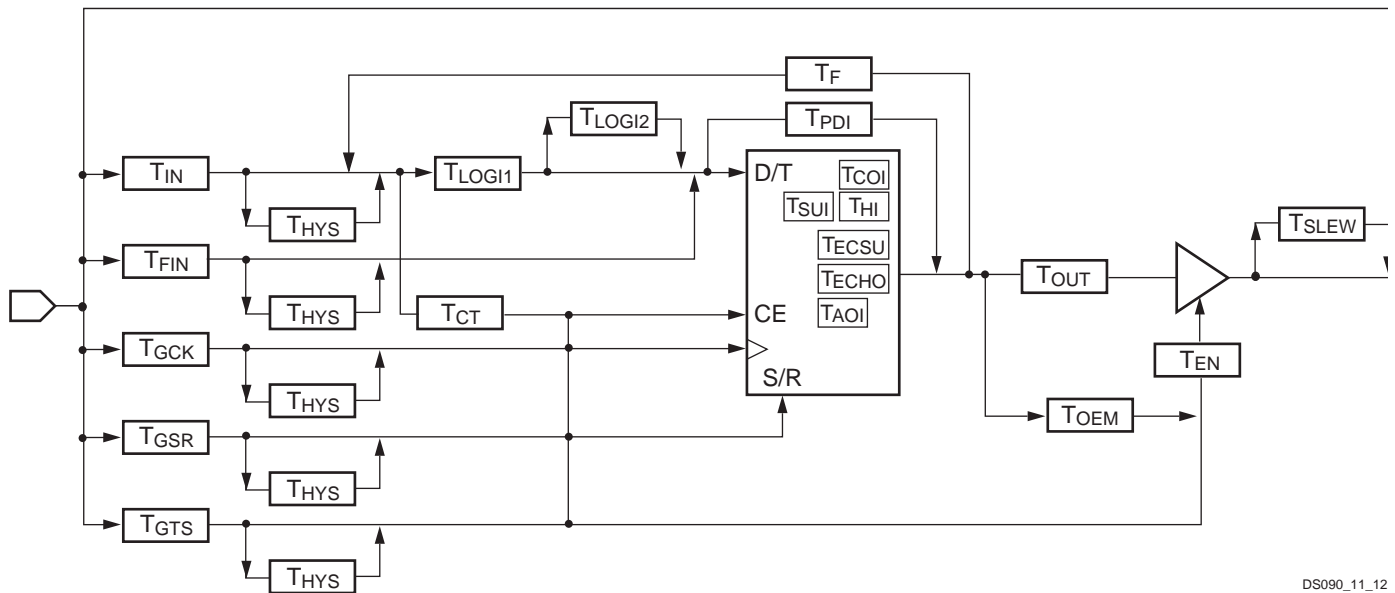 TF
TLOGI2
TPDI
TIN
TLOGI1
D/T
TCOI
THYS
TSUI
THI
TSLEW
TFIN
TECSU
TECHO
TOUT
THYS
TCT
CE
TAOI
TGCK
TEN
S/R
THYS
TOEM
TGSR
THYS
TGTS
THYS
DS090_11_12